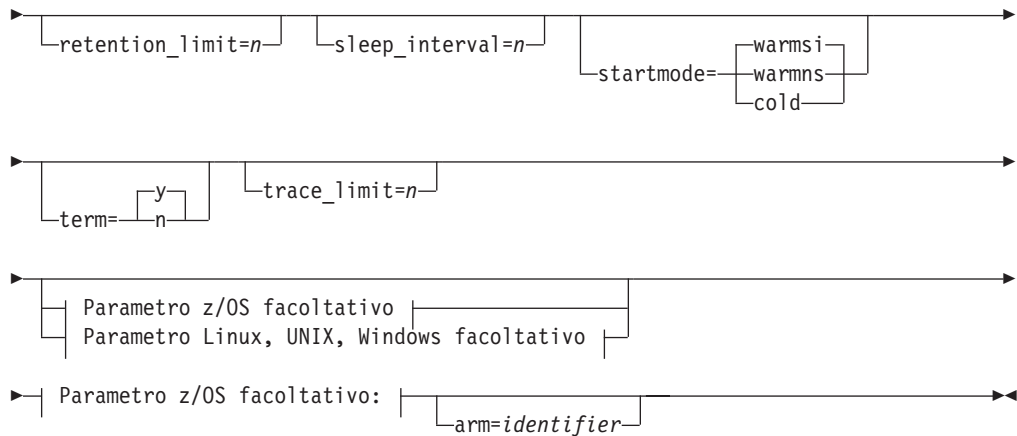 retention_limit=n
sleep_interval=n
startmode=
warmsi
warmns
cold
term=
y
n
trace_limit=n
Parametro z/OS facoltativo
Parametro Linux, UNIX, Windows facoltativo
Parametro z/OS facoltativo:
arm=identifier